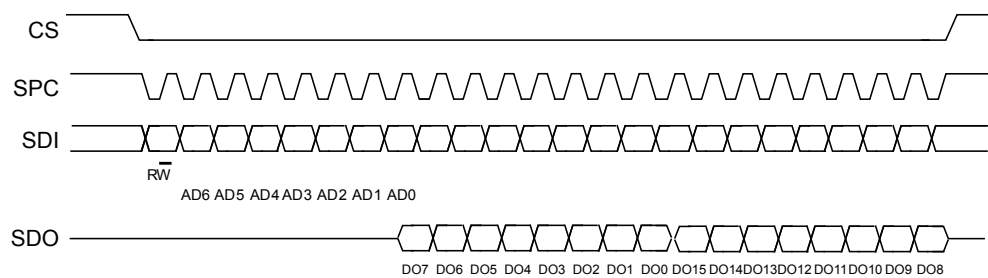 CS
SPC
SDI
RW
AD6 AD5 AD4 AD3 AD2 AD1 AD0
SDO
DO7 DO6 DO5 DO4 DO3 DO2 DO1 DO0 DO15 DO14 DO13 DO12 DO11 DO10 DO9 DO8